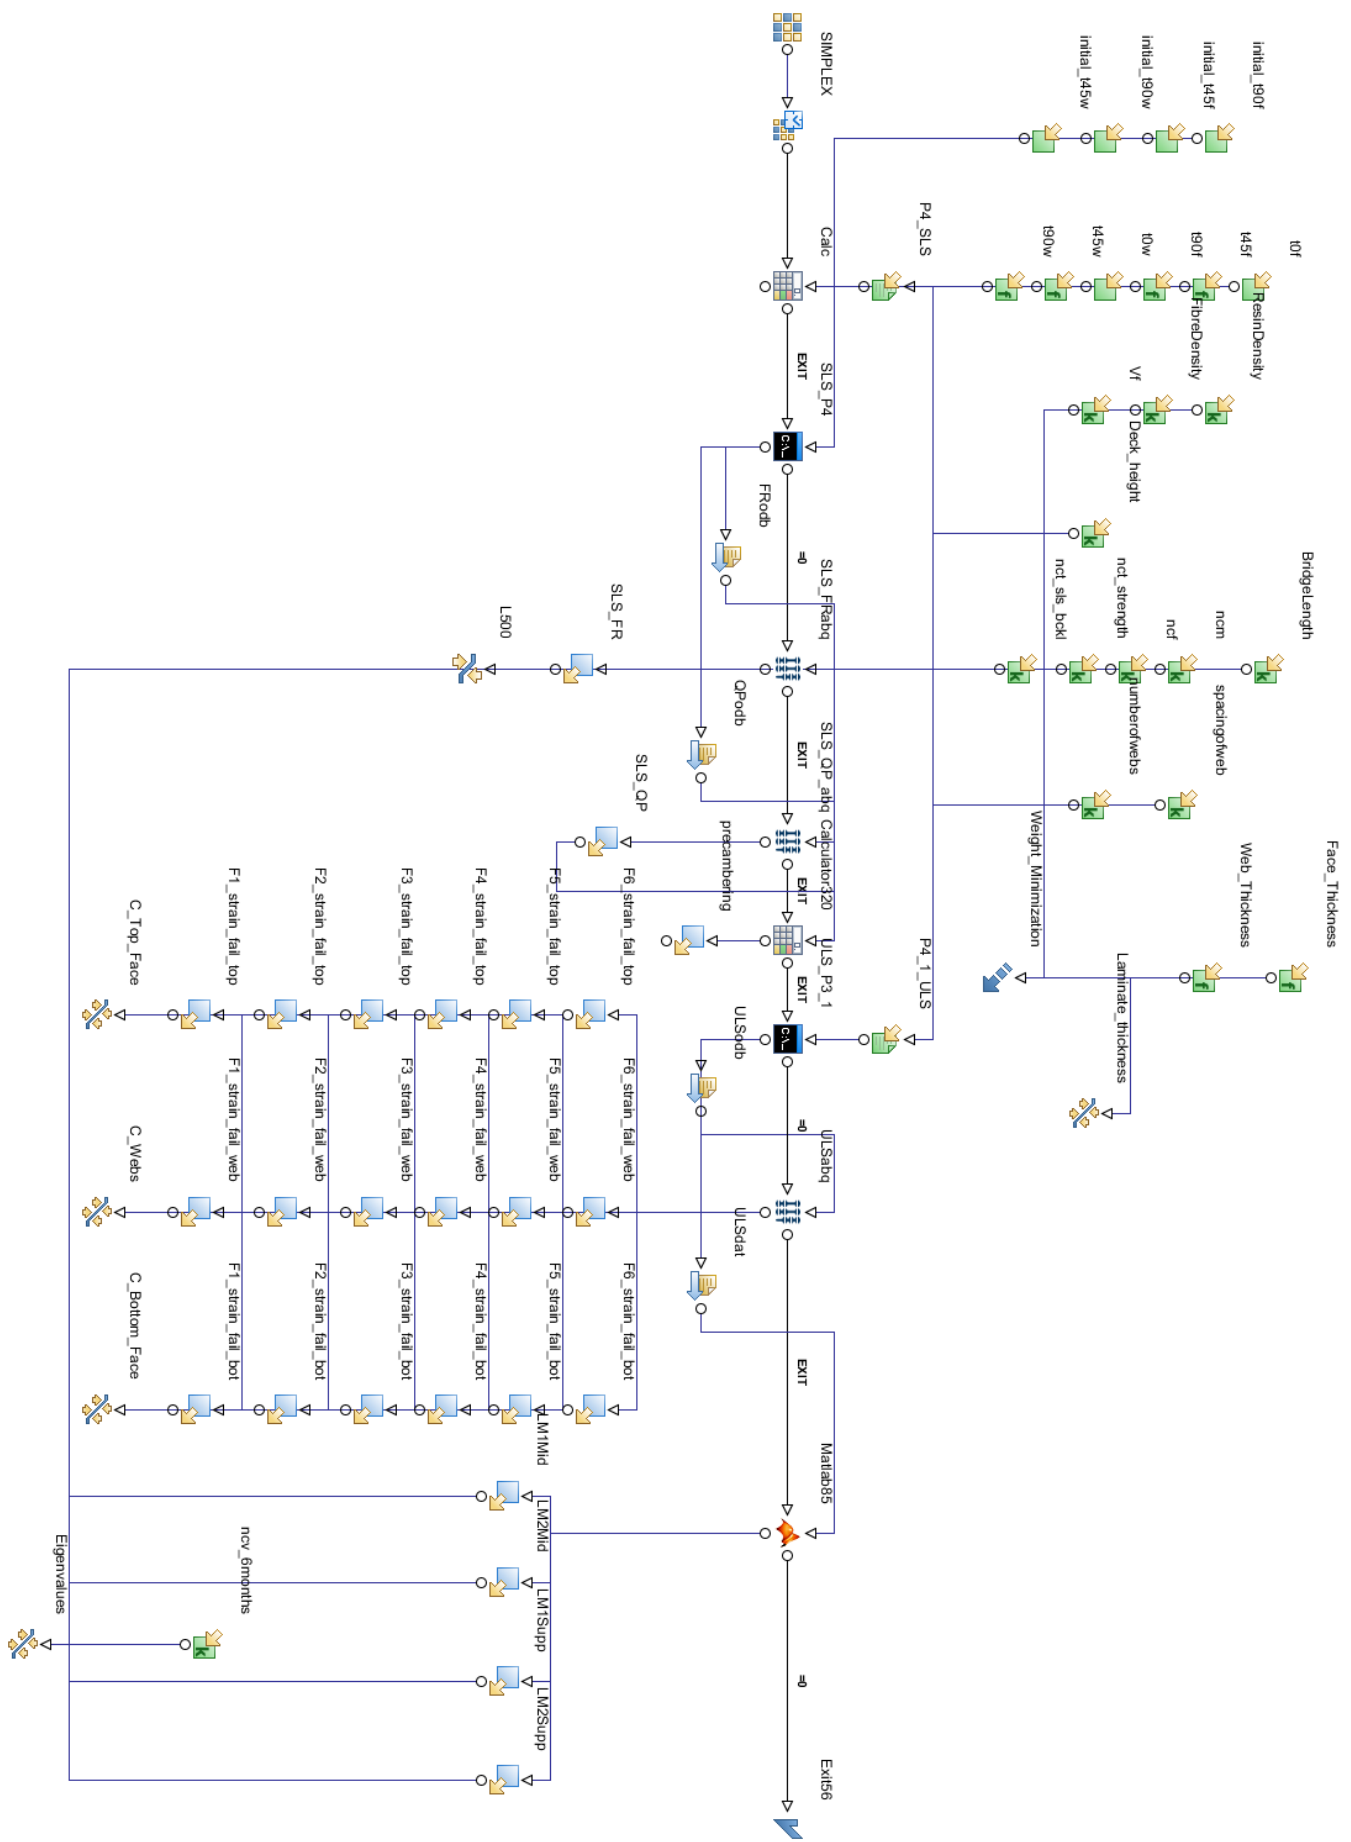 Face_Thickness
BridgeLength
t0f
initial_t90f
ResinDensity
Web_Thickness
ncm
spacingofweb
t45f
initial_t45f
FibreDensity
t90f
ncf
initial_t90w
t0w
Vf
Deck_height
nct_strength
numberofwebs
Laminate_thickness
initial_t45w
t45w
nct_sls_bckl
t90w
Weight_Minimization
P4_SLS
P4_1_ULS
SIMPLEX
Calc
SLS_P4
SLS_FRabq
SLS_QP_abq
Calculator320
ULS_P3_1
ULSabq
Matlab85
Exit56
EXIT
=0
EXIT
EXIT
EXIT
=0
EXIT
=0
C:\_
C:\_
FRodb
QPodb
precambering
ULSodb
ULSdat
SLS_FR
SLS_QP
L500
F6_strain_fail_top
F6_strain_fail_web
F6_strain_fail_bot
F5_strain_fail_top
F5_strain_fail_web
F5_strain_fail_bot
LM1Mid
LM2Mid
LM1Supp
LM2Supp
F4_strain_fail_top
F4_strain_fail_web
F4_strain_fail_bot
F3_strain_fail_top
F3_strain_fail_web
F3_strain_fail_bot
F2_strain_fail_top
F2_strain_fail_web
F2_strain_fail_bot
F1_strain_fail_top
F1_strain_fail_web
F1_strain_fail_bot
ncv_6months
C_Top_Face
C_Webs
C_Bottom_Face
Eigenvalues